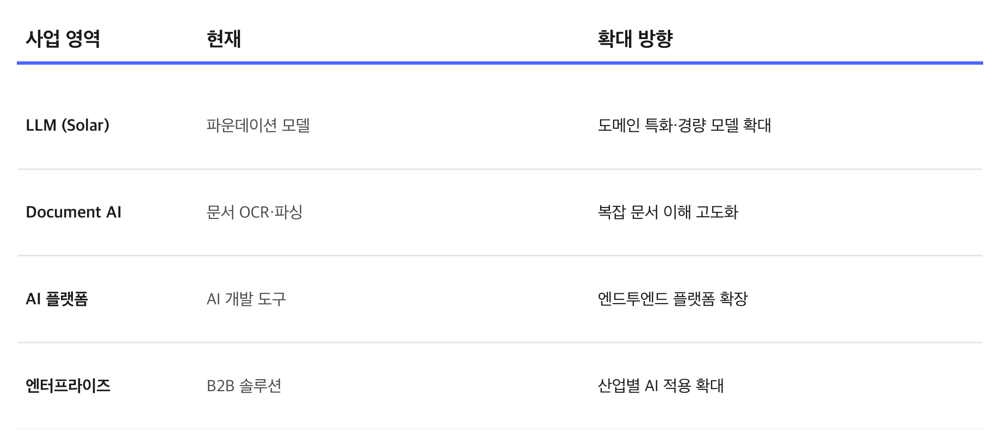 사업 영역 현재 확대 방향
LLM (Solar) 파운데이션 모델 도메인 특화·경량 모델 확대
Document AI 문서 OCR·파싱 복잡 문서 이해 고도화
AI 플랫폼 AI 개발 도구 엔드투엔드 플랫폼 확장
엔터프라이즈 B2B 솔루션 산업별 AI 적용 확대